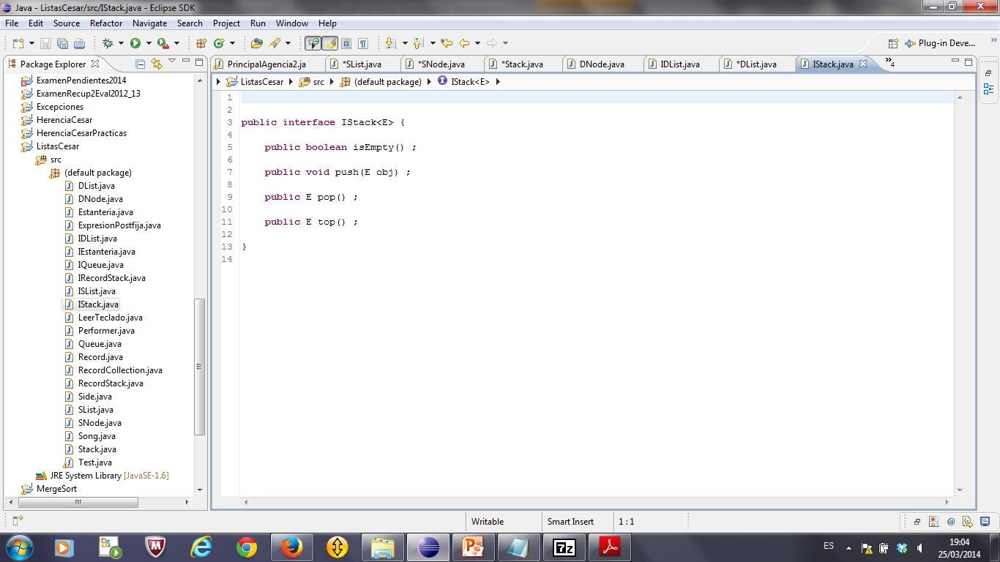 Java - ListasCesar/src/IStack.java - Eclipse SDK
File Edit Source Refactor Navigate Search Project Run Window Help
Plug-in Deve... »
Package Explorer
PrincipalAgencia2.ja *SList.java *SNode.java *Stack.java DNode.java IDList.java *DList.java IStack.java »4
ListasCesar src (default package) IStack<E>
ExamenPendientes2014
ExamenRecup2Eval2012_13
Excepciones
HerenciaCesar
HerenciaCesarPracticas
ListasCesar
src
(default package)
DList.java
DNode.java
Estanteria.java
ExpresionPostfija.java
IDList.java
IEstanteria.java
IQueue.java
IRecordStack.java
ISList.java
IStack.java
LeerTeclado.java
Performer.java
Queue.java
Record.java
RecordCollection.java
RecordStack.java
Side.java
SList.java
SNode.java
Song.java
Stack.java
Test.java
JRE System Library [JavaSE-1.6]
MergeSort
1
2
3 public interface IStack<E> {
4
5 public boolean isEmpty() ;
6
7 public void push(E obj) ;
8
9 public E pop() ;
10
11 public E top() ;
12
13 }
14
Writable Smart Insert 1 : 1
ES
19:04
25/03/2014